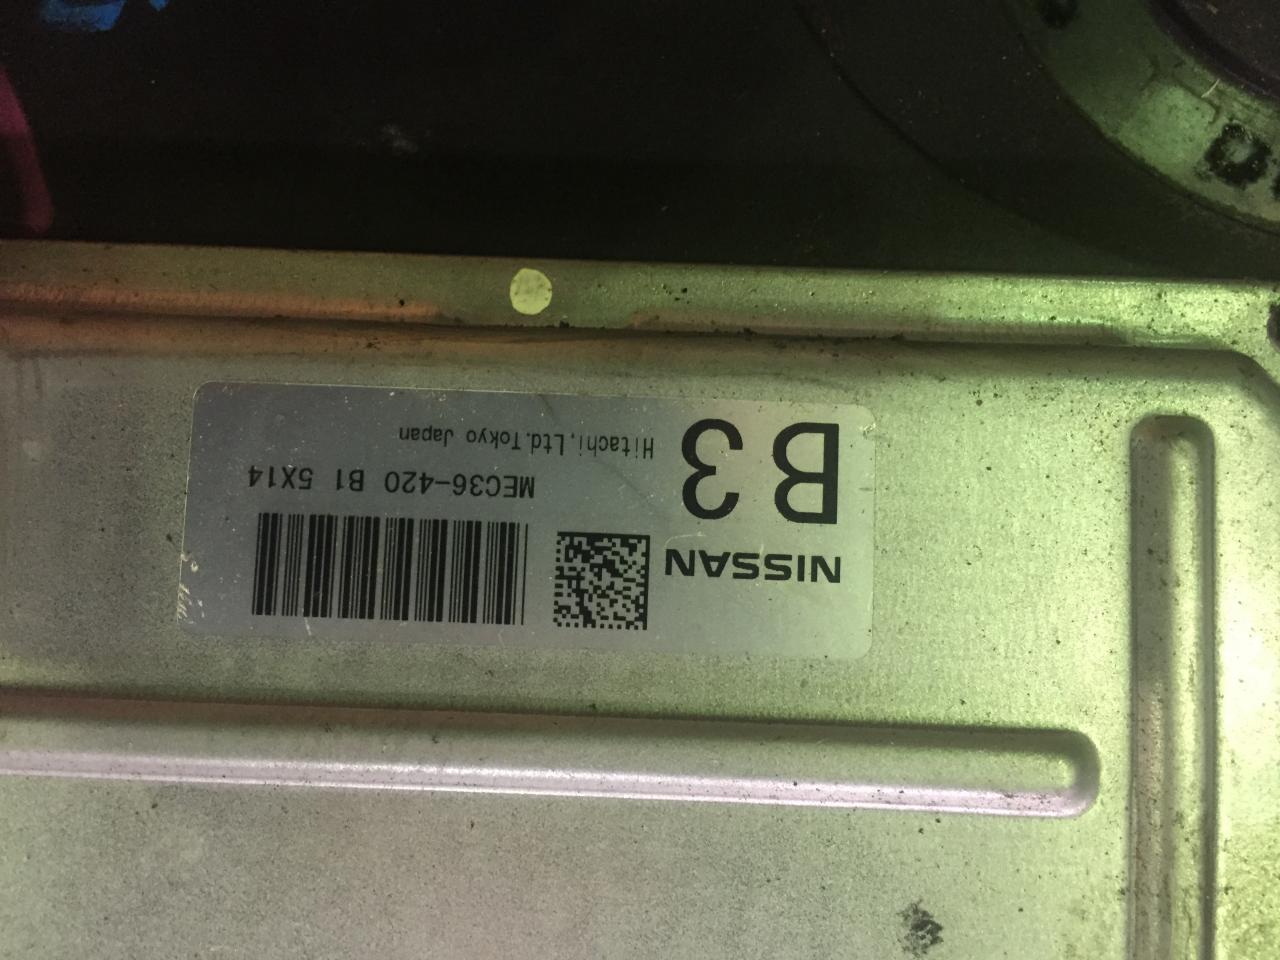 NISSAN
B3
MEC36-420 B1 5X14
Hitachi,Ltd.Tokyo Japan